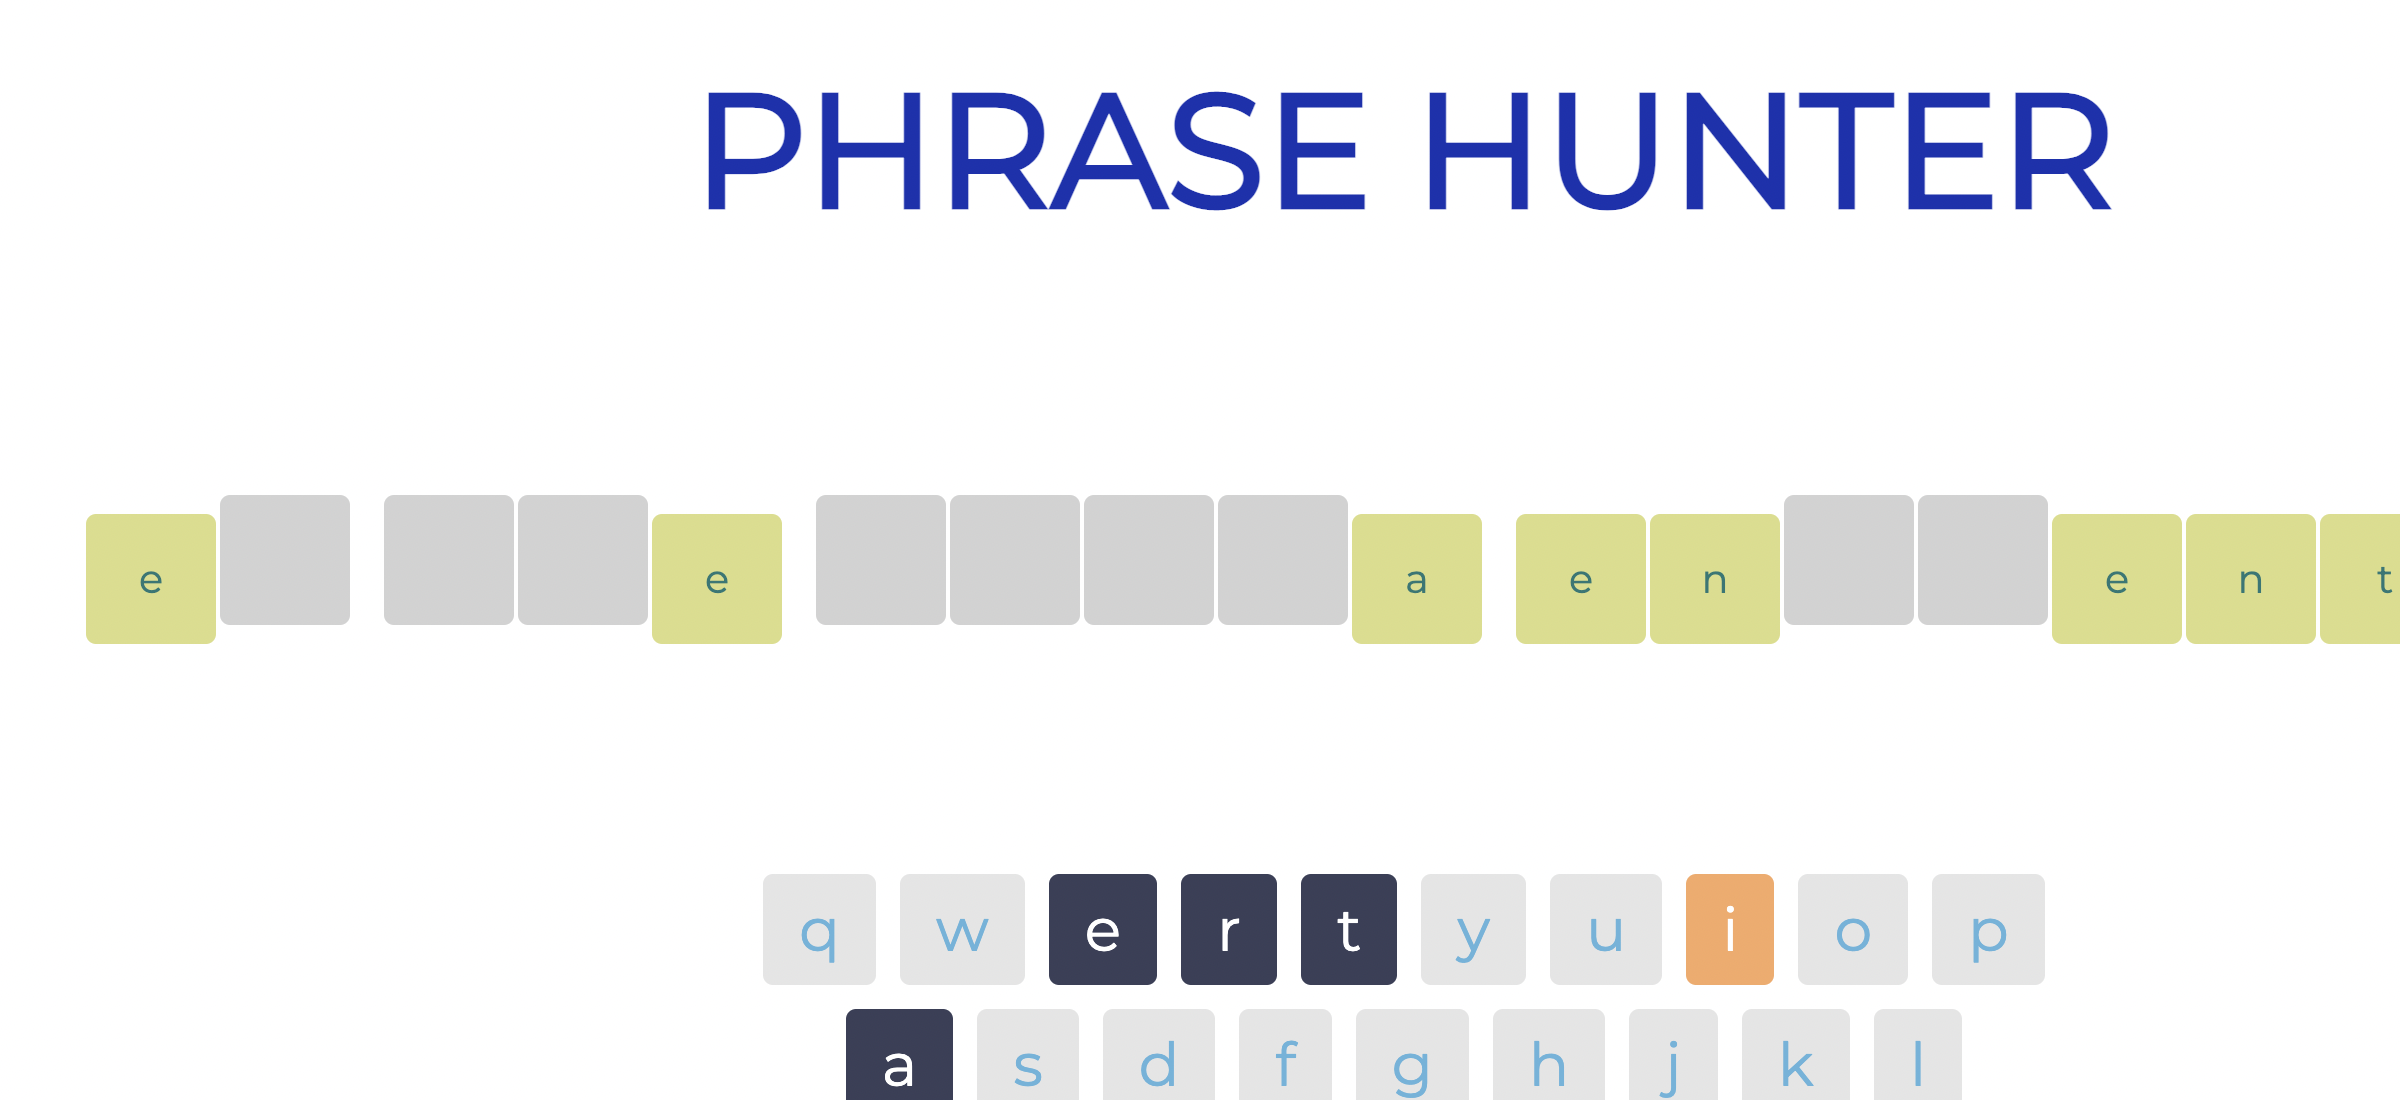 PHRASE HUNTER
e e a e n e n t
q w e r t y u i o p
a s d f g h j k l